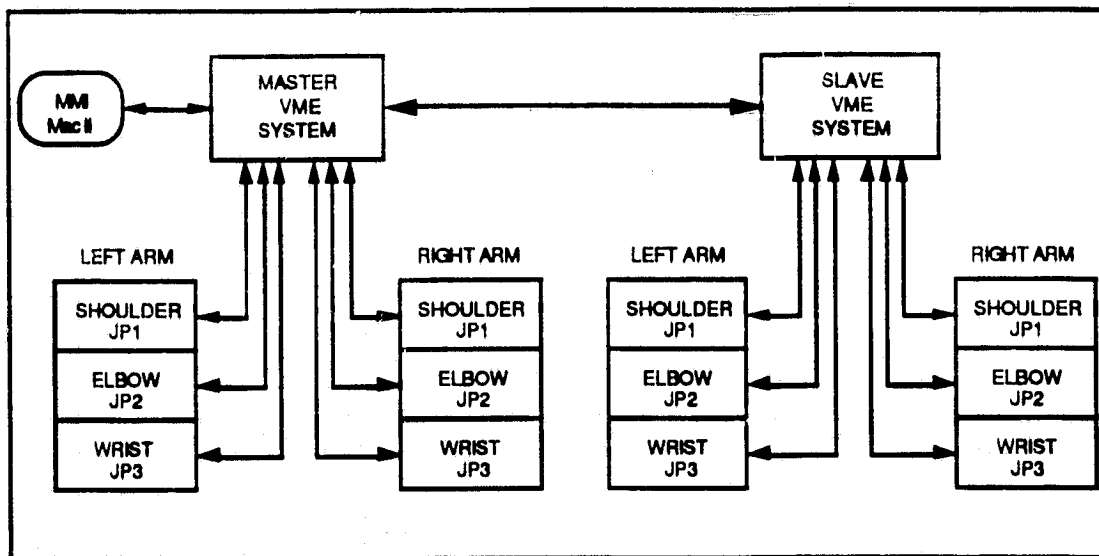 MMI
Mac II
MASTER
VME
SYSTEM
SLAVE
VME
SYSTEM
LEFT ARM
SHOULDER
JP1
ELBOW
JP2
WRIST
JP3
RIGHT ARM
SHOULDER
JP1
ELBOW
JP2
WRIST
JP3
LEFT ARM
SHOULDER
JP1
ELBOW
JP2
WRIST
JP3
RIGHT ARM
SHOULDER
JP1
ELBOW
JP2
WRIST
JP3